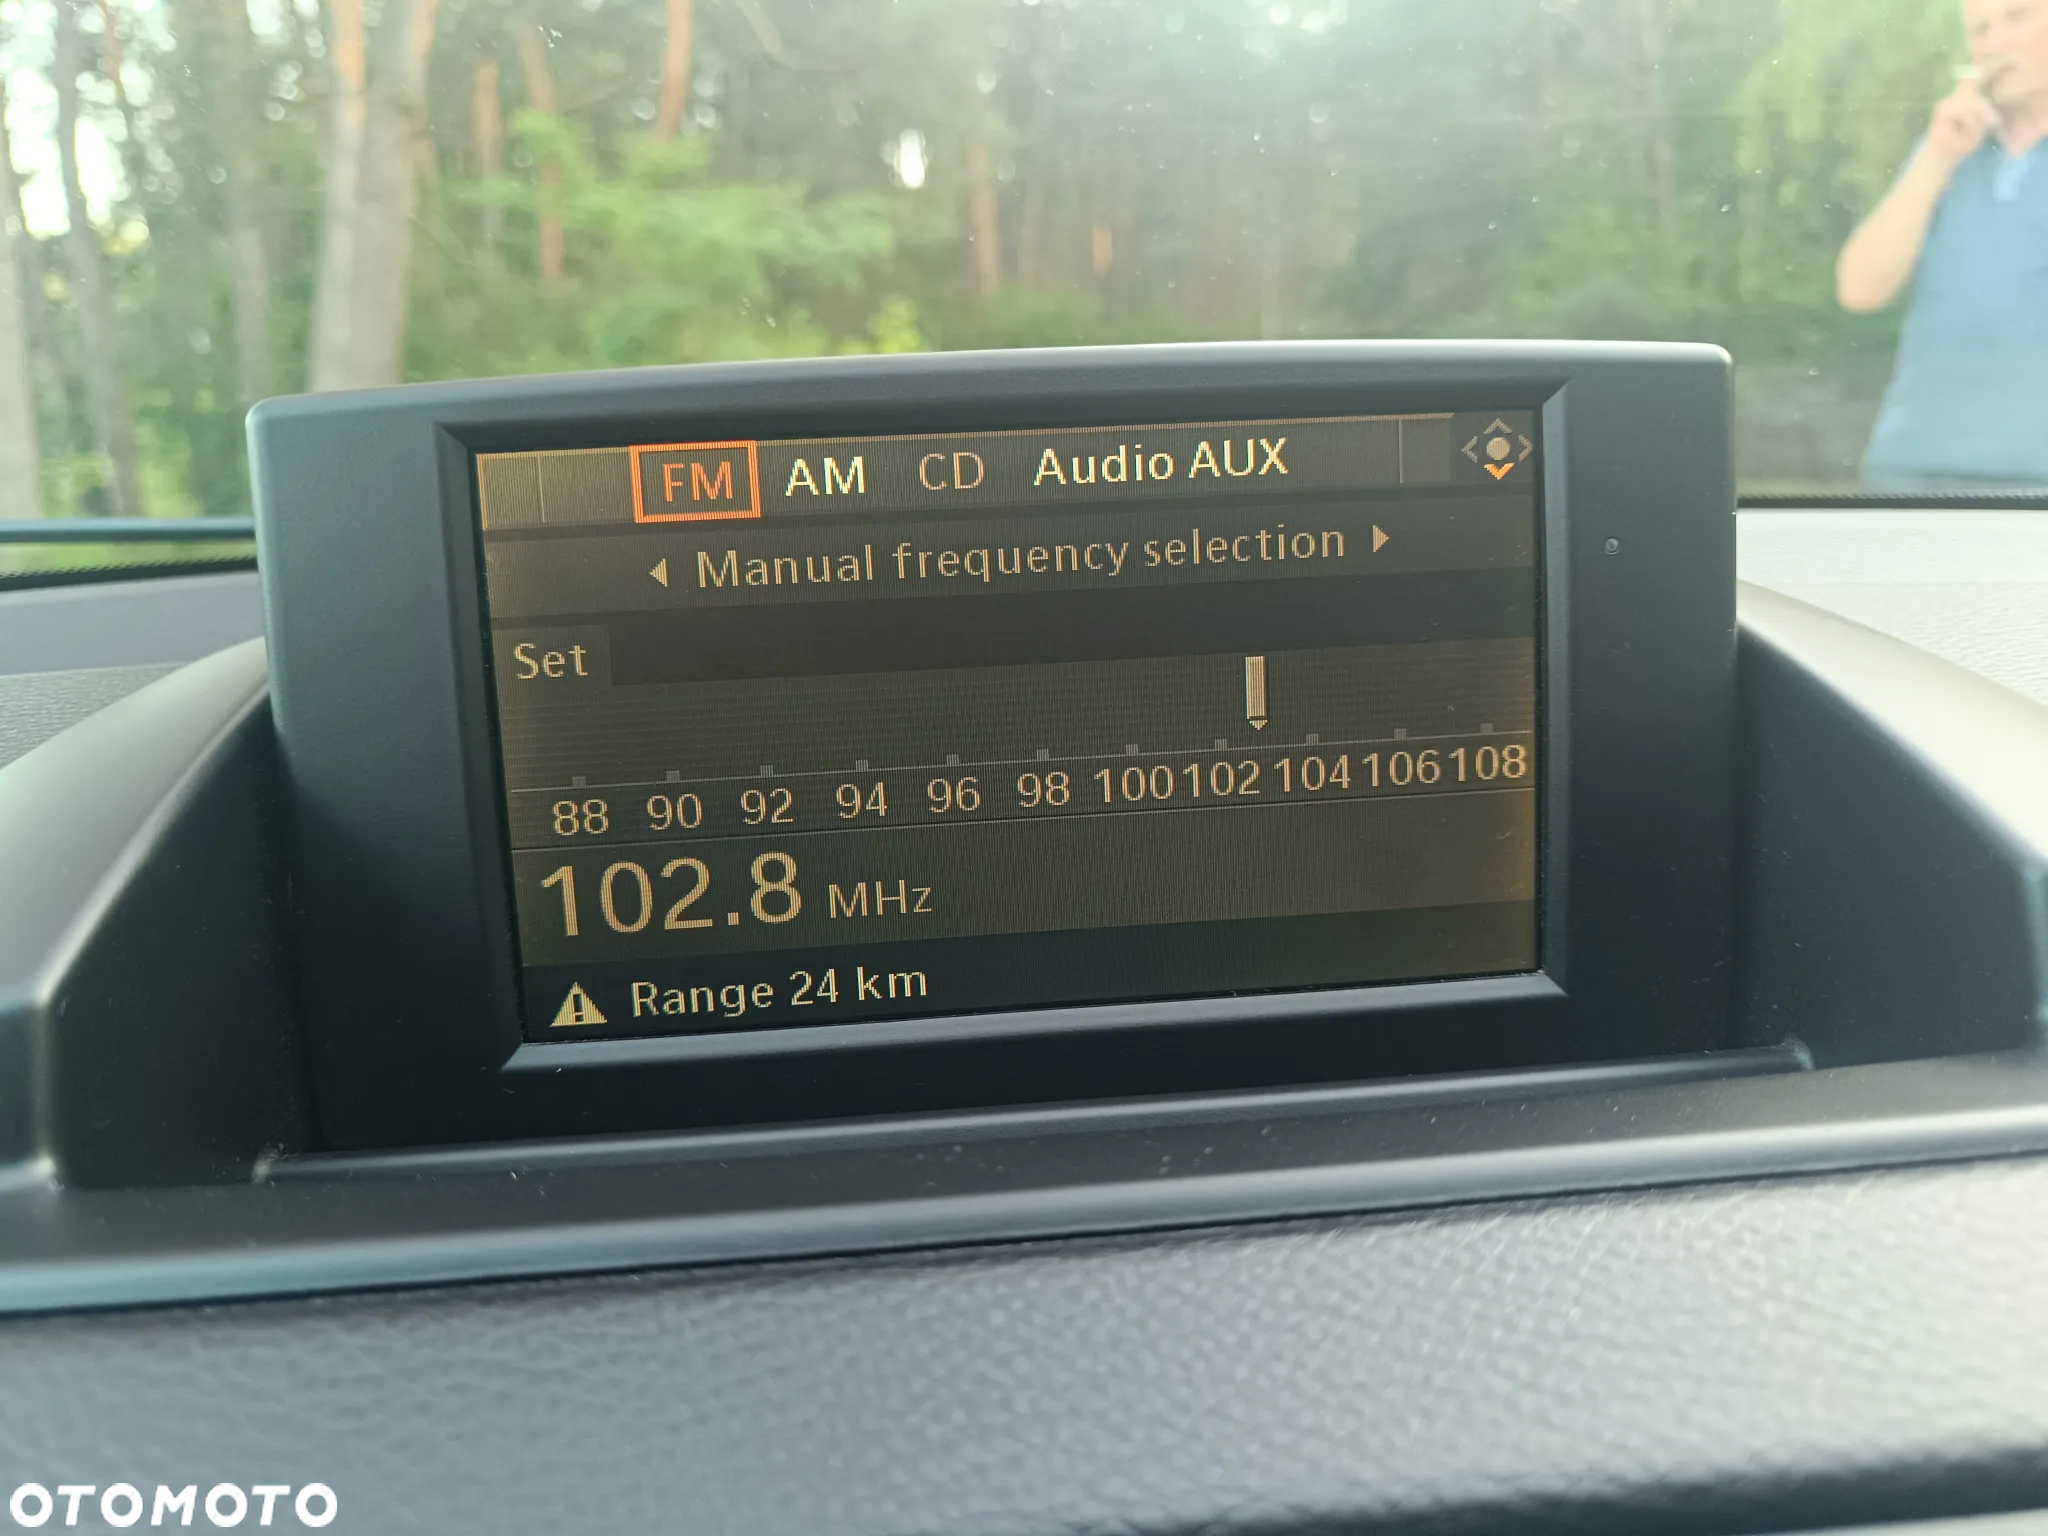 FM AM CD Audio AUX
Manual frequency selection
Set
88 90 92 94 96 98 100 102 104 106 108
102.8 MHz
Range 24 km
OTOMOTO